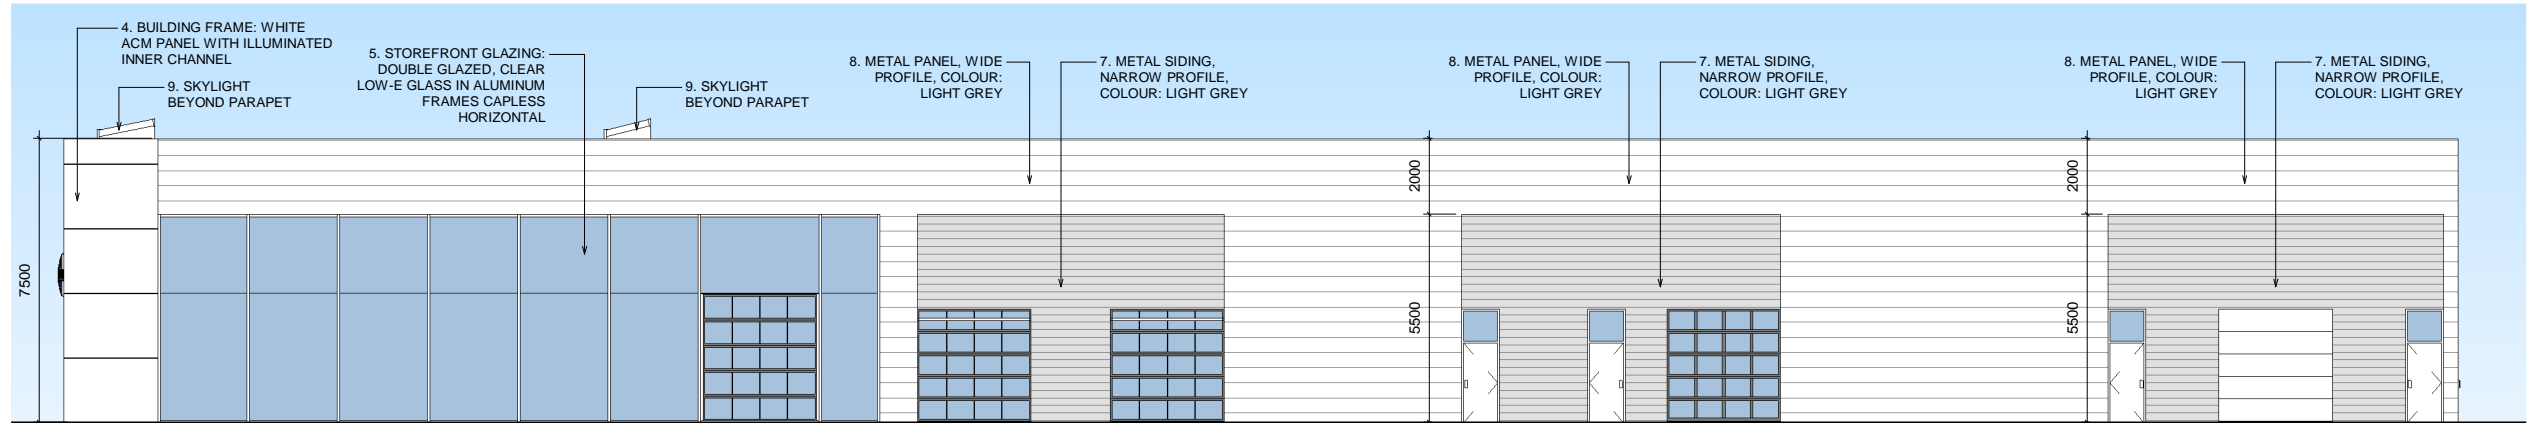 4. BUILDING FRAME: WHITE
ACM PANEL WITH ILLUMINATED
INNER CHANNEL
9. SKYLIGHT
BEYOND PARAPET
5. STOREFRONT GLAZING:
DOUBLE GLAZED, CLEAR
LOW-E GLASS IN ALUMINUM
FRAMES CAPLESS
HORIZONTAL
9. SKYLIGHT
BEYOND PARAPET
8. METAL PANEL, WIDE
PROFILE, COLOUR:
LIGHT GREY
7. METAL SIDING,
NARROW PROFILE,
COLOUR: LIGHT GREY
8. METAL PANEL, WIDE
PROFILE, COLOUR:
LIGHT GREY
7. METAL SIDING,
NARROW PROFILE,
COLOUR: LIGHT GREY
8. METAL PANEL, WIDE
PROFILE, COLOUR:
LIGHT GREY
7. METAL SIDING,
NARROW PROFILE,
COLOUR: LIGHT GREY
7500
2000
5500
2000
5500